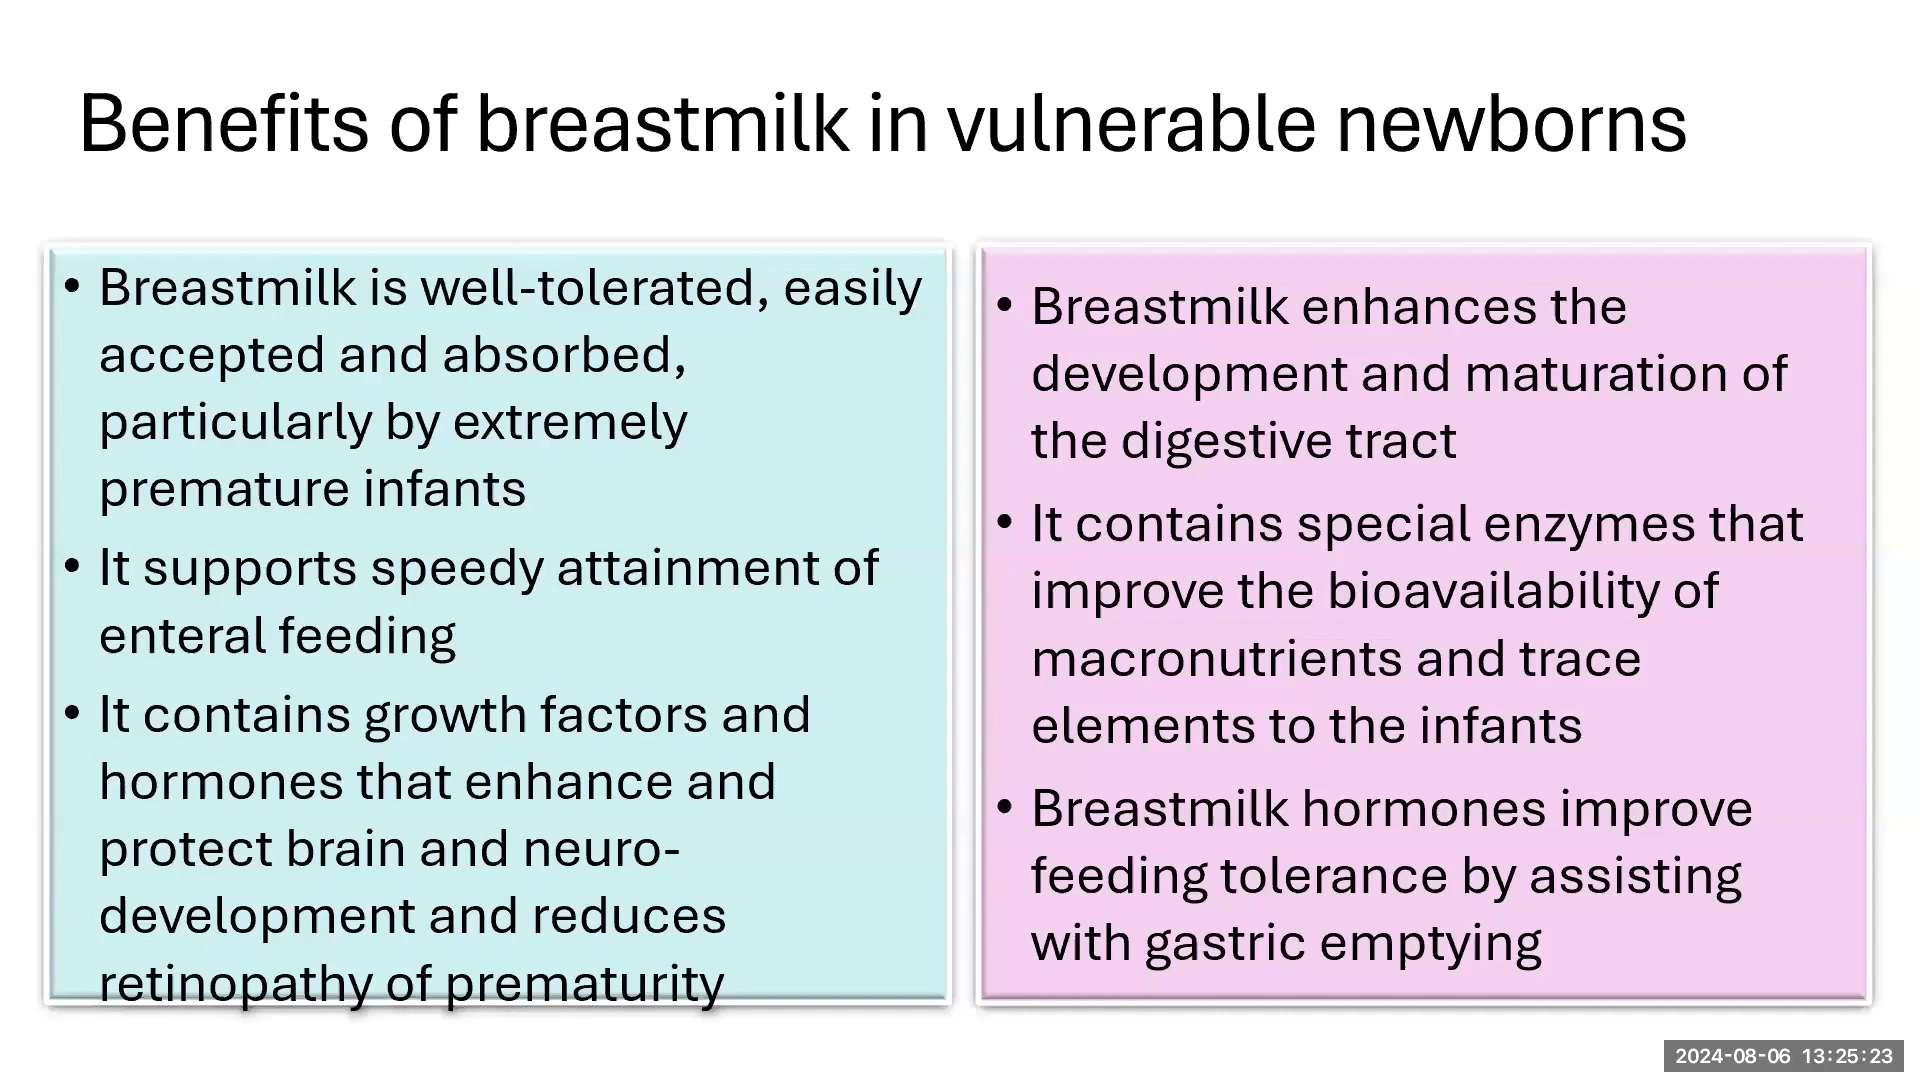 Benefits of breastmilk in vulnerable newborns
• Breastmilk is well-tolerated, easily
accepted and absorbed,
particularly by extremely
premature infants
• It supports speedy attainment of
enteral feeding
• It contains growth factors and
hormones that enhance and
protect brain and neuro-
development and reduces
retinopathy of prematurity
• Breastmilk enhances the
development and maturation of
the digestive tract
• It contains special enzymes that
improve the bioavailability of
macronutrients and trace
elements to the infants
• Breastmilk hormones improve
feeding tolerance by assisting
with gastric emptying
2024-08-06 13:25:23